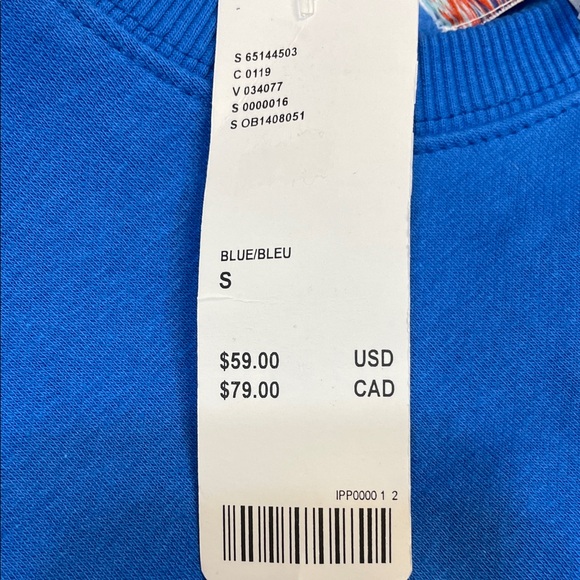 S 65144503
C 0119
V 034077
S 0000016
S OB1408051
BLUE/BLEU
S
$59.00 USD
$79.00 CAD
IPP0000 1 2